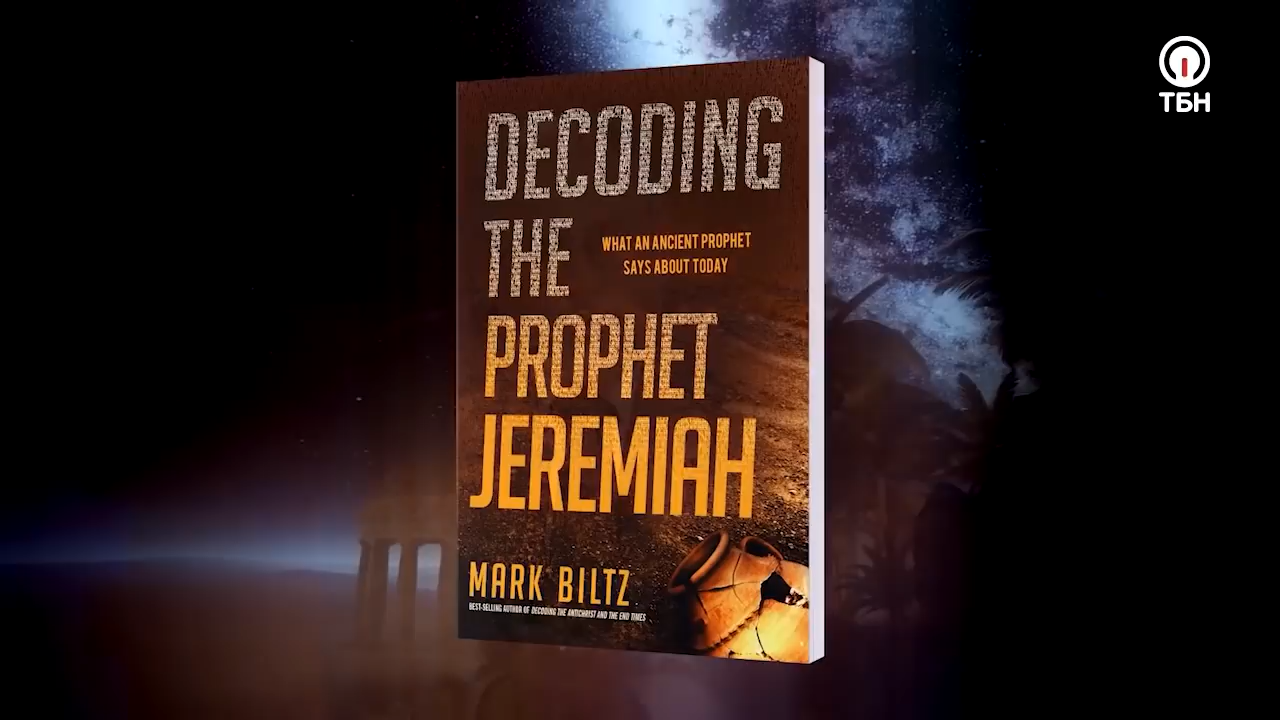 DECODING
THE
WHAT AN ANCIENT PROPHET
SAYS ABOUT TODAY
PROPHET
JEREMIAH
MARK BILTZ
BEST-SELLING AUTHOR OF DECODING THE ANTICHRIST AND THE END TIMES
ТБН